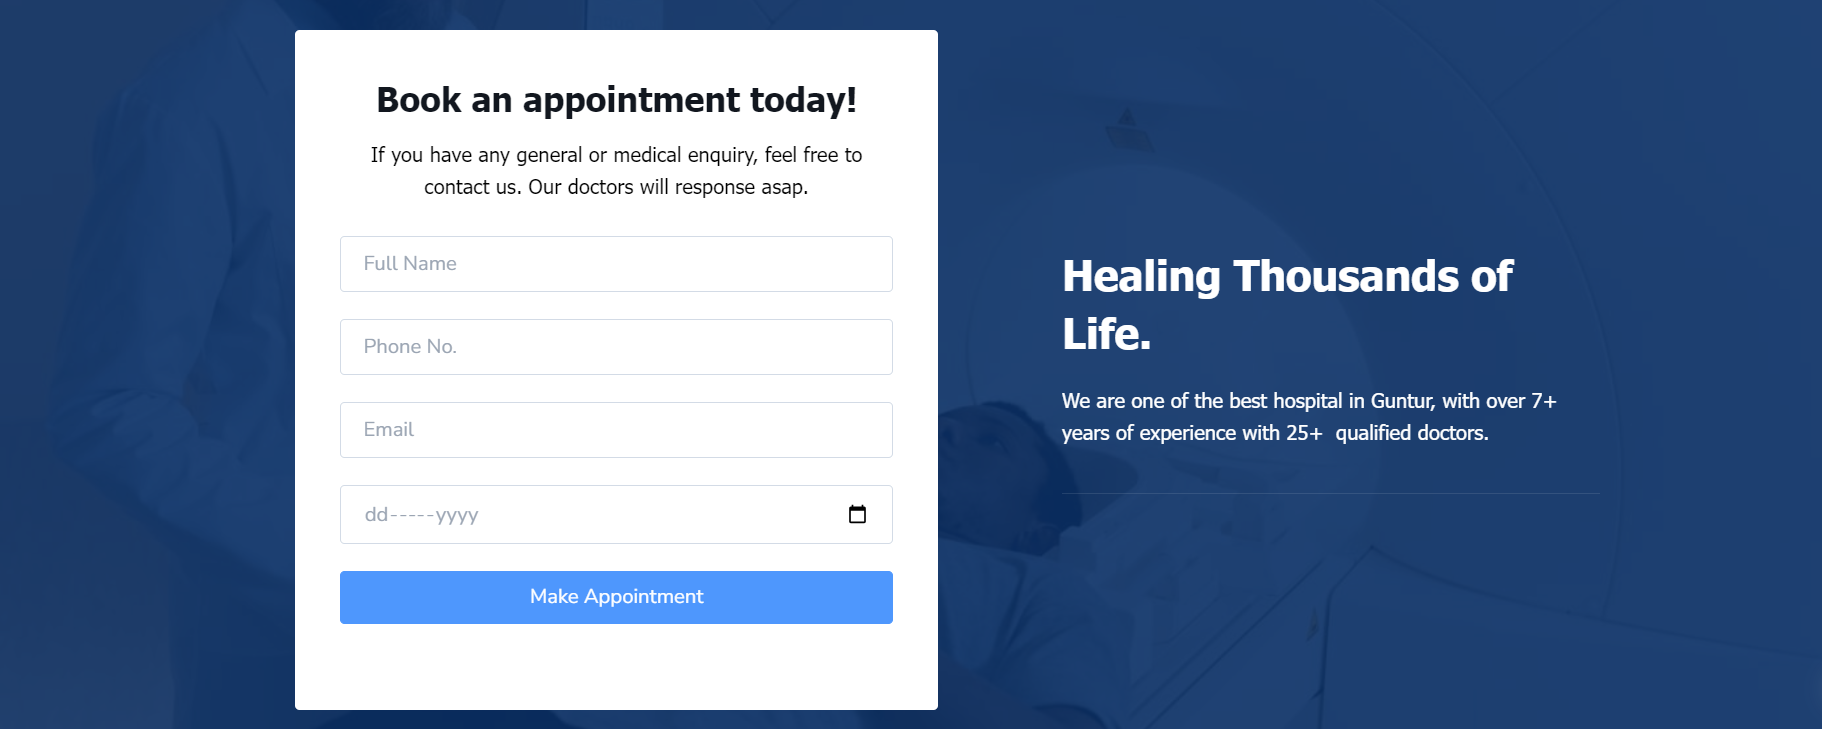 Book an appointment today!
If you have any general or medical enquiry, feel free to
contact us. Our doctors will response asap.
Full Name
Phone No.
Email
dd-----yyyy
Make Appointment
Healing Thousands of
Life.
We are one of the best hospital in Guntur, with over 7+
years of experience with 25+  qualified doctors.